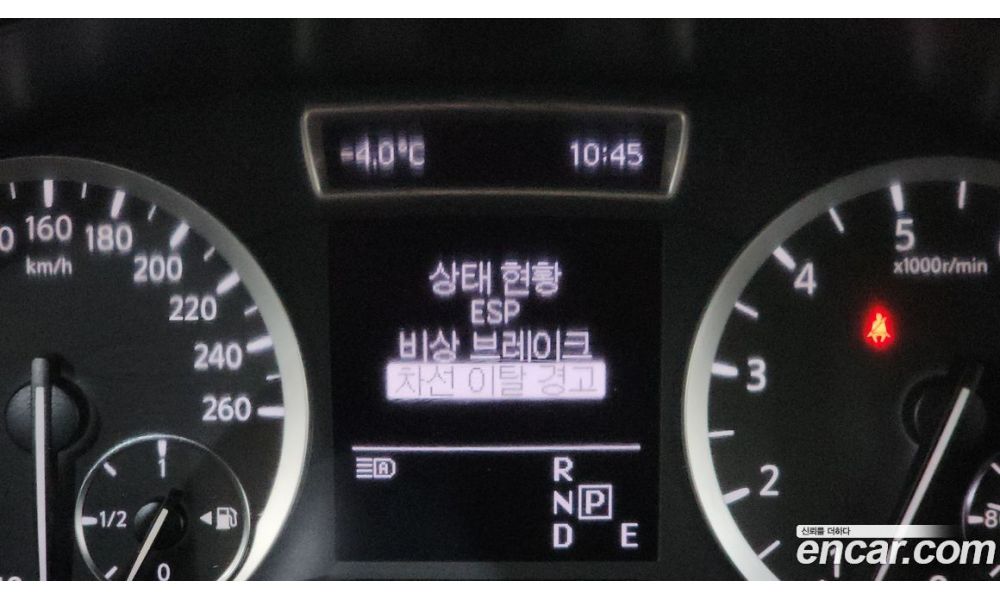 -4.0°C 10:45
160
180
km/h
200
220
240
260
1
1/2
0
상태 현황
ESP
비상 브레이크
차선 이탈 경고
A
R
N P
D E
5
x1000r/min
4
3
2
1
신뢰를 더하다
encar.com